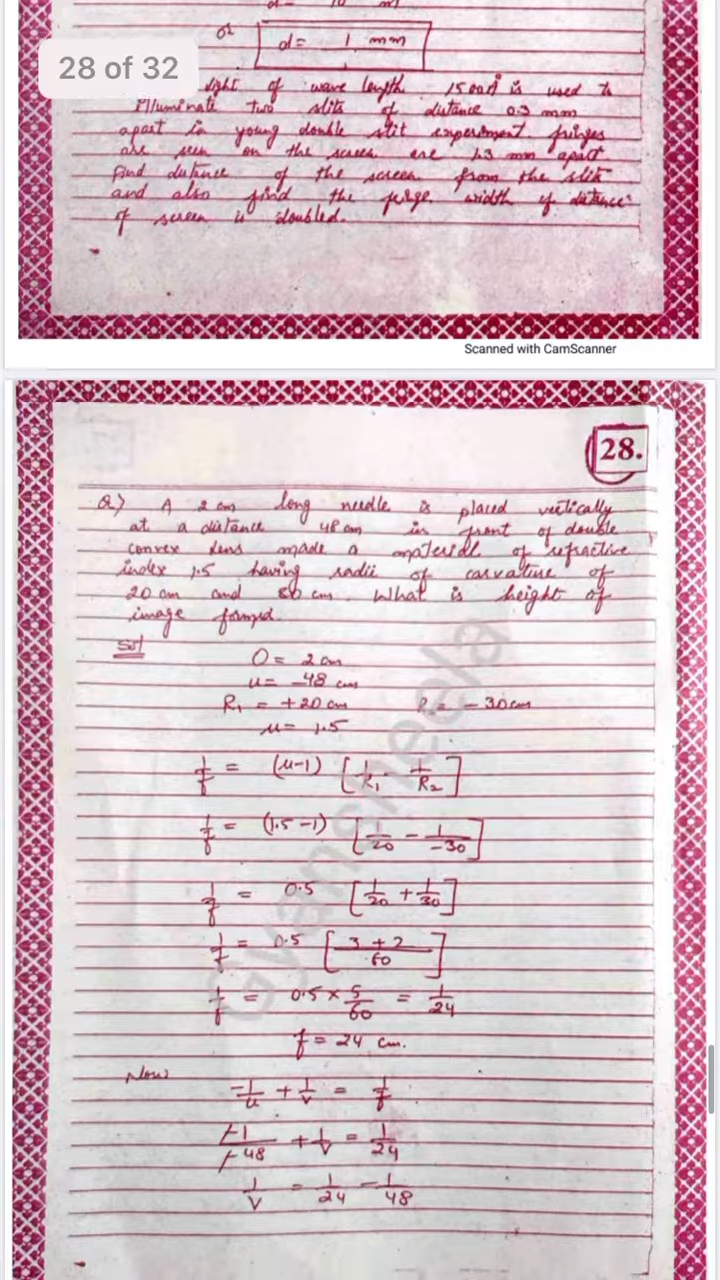 or d = 1 mm
28 of 32
light of wave length 1500A° is used to
illuminate two slits of distance 0.3 mm
apart in young double slit experiment fringes
are seen on the screen are 1.3 mm apart
find distance of the screen from the slit
and also find the fringe width if distance
of screen is doubled.
Scanned with CamScanner
28.
Q) A 2 cm long needle is placed vertically
at a distance 48 cm in front of double
convex lens made a material of refractive
index 1.5 having radii of carvature of
20 cm and 30 cm. What is height of
image formed.
Sol
O = 2 cm
u = -48 cm
R₁ = +20 cm R₂ = -30 cm
μ = 1.5
1/f = (μ-1) [1/R₁ - 1/R₂]
1/f = (1.5-1) [1/20 - 1/-30]
1/f = 0.5 [1/20 + 1/30]
1/f = 0.5 [3+2/60]
1/f = 0.5 × 5/60 = 1/24
f = 24 cm.
Now
-1/u + 1/v = 1/f
-1/-48 + 1/v = 1/24
1/v = 1/24 - 1/48
Gyansheela